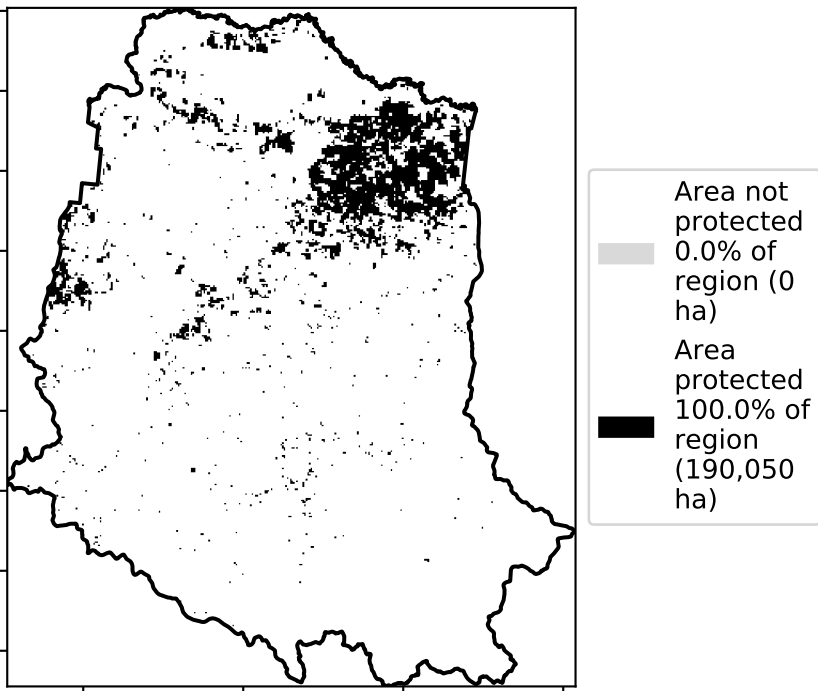 Area not
protected
0.0% of
region (0
ha)
Area
protected
100.0% of
region
(190,050
ha)